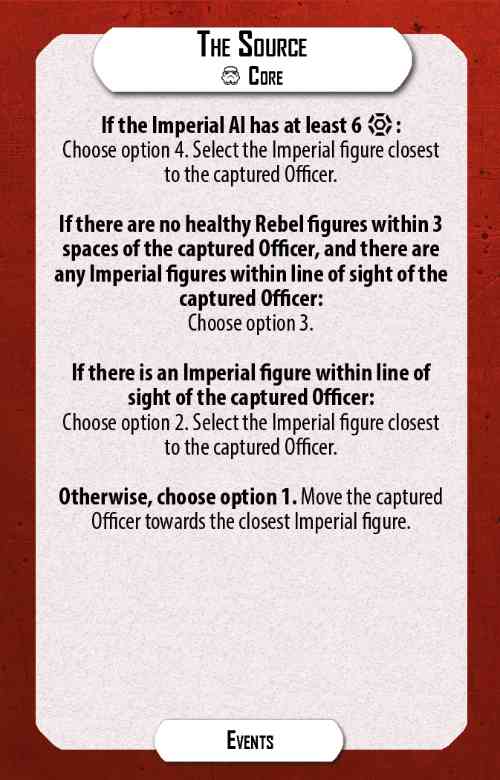 The Source
Core
If the Imperial AI has at least 6 :
Choose option 4. Select the Imperial figure closest
to the captured Officer.
If there are no healthy Rebel figures within 3
spaces of the captured Officer, and there are
any Imperial figures within line of sight of the
captured Officer:
Choose option 3.
If there is an Imperial figure within line of
sight of the captured Officer:
Choose option 2. Select the Imperial figure closest
to the captured Officer.
Otherwise, choose option 1. Move the captured
Officer towards the closest Imperial figure.
Events